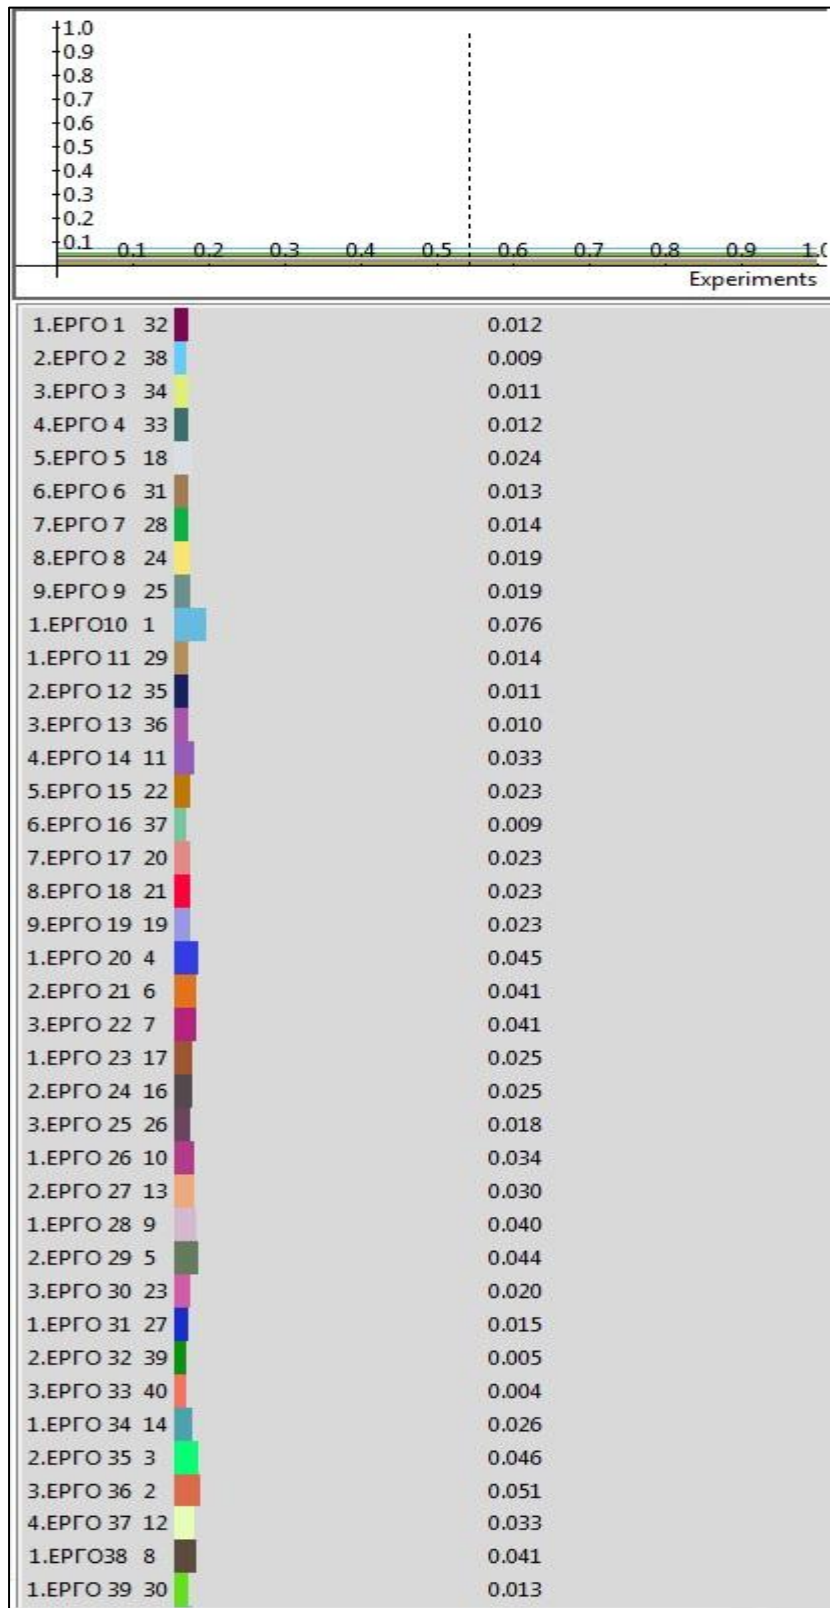 1.0
0.9
0.8
0.7
0.6
0.5
0.4
0.3
0.2
0.1 0.1 0.2 0.3 0.4 0.5 0.6 0.7 0.8 0.9 1.0
Experiments
1.ΕΡΓΟ 1 32 0.012
2.ΕΡΓΟ 2 38 0.009
3.ΕΡΓΟ 3 34 0.011
4.ΕΡΓΟ 4 33 0.012
5.ΕΡΓΟ 5 18 0.024
6.ΕΡΓΟ 6 31 0.013
7.ΕΡΓΟ 7 28 0.014
8.ΕΡΓΟ 8 24 0.019
9.ΕΡΓΟ 9 25 0.019
1.ΕΡΓΟ10 1 0.076
1.ΕΡΓΟ 11 29 0.014
2.ΕΡΓΟ 12 35 0.011
3.ΕΡΓΟ 13 36 0.010
4.ΕΡΓΟ 14 11 0.033
5.ΕΡΓΟ 15 22 0.023
6.ΕΡΓΟ 16 37 0.009
7.ΕΡΓΟ 17 20 0.023
8.ΕΡΓΟ 18 21 0.023
9.ΕΡΓΟ 19 19 0.023
1.ΕΡΓΟ 20 4 0.045
2.ΕΡΓΟ 21 6 0.041
3.ΕΡΓΟ 22 7 0.041
1.ΕΡΓΟ 23 17 0.025
2.ΕΡΓΟ 24 16 0.025
3.ΕΡΓΟ 25 26 0.018
1.ΕΡΓΟ 26 10 0.034
2.ΕΡΓΟ 27 13 0.030
1.ΕΡΓΟ 28 9 0.040
2.ΕΡΓΟ 29 5 0.044
3.ΕΡΓΟ 30 23 0.020
1.ΕΡΓΟ 31 27 0.015
2.ΕΡΓΟ 32 39 0.005
3.ΕΡΓΟ 33 40 0.004
1.ΕΡΓΟ 34 14 0.026
2.ΕΡΓΟ 35 3 0.046
3.ΕΡΓΟ 36 2 0.051
4.ΕΡΓΟ 37 12 0.033
1.ΕΡΓΟ38 8 0.041
1.ΕΡΓΟ 39 30 0.013